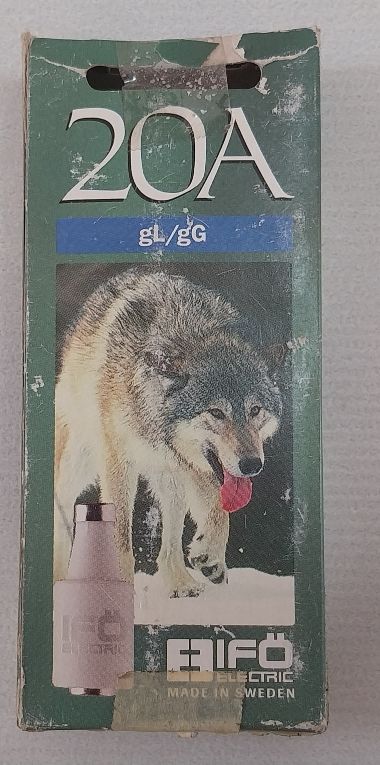 20A
gL/gG
IFÖ
ELECTRIC
IFÖ
ELECTRIC
MADE IN SWEDEN